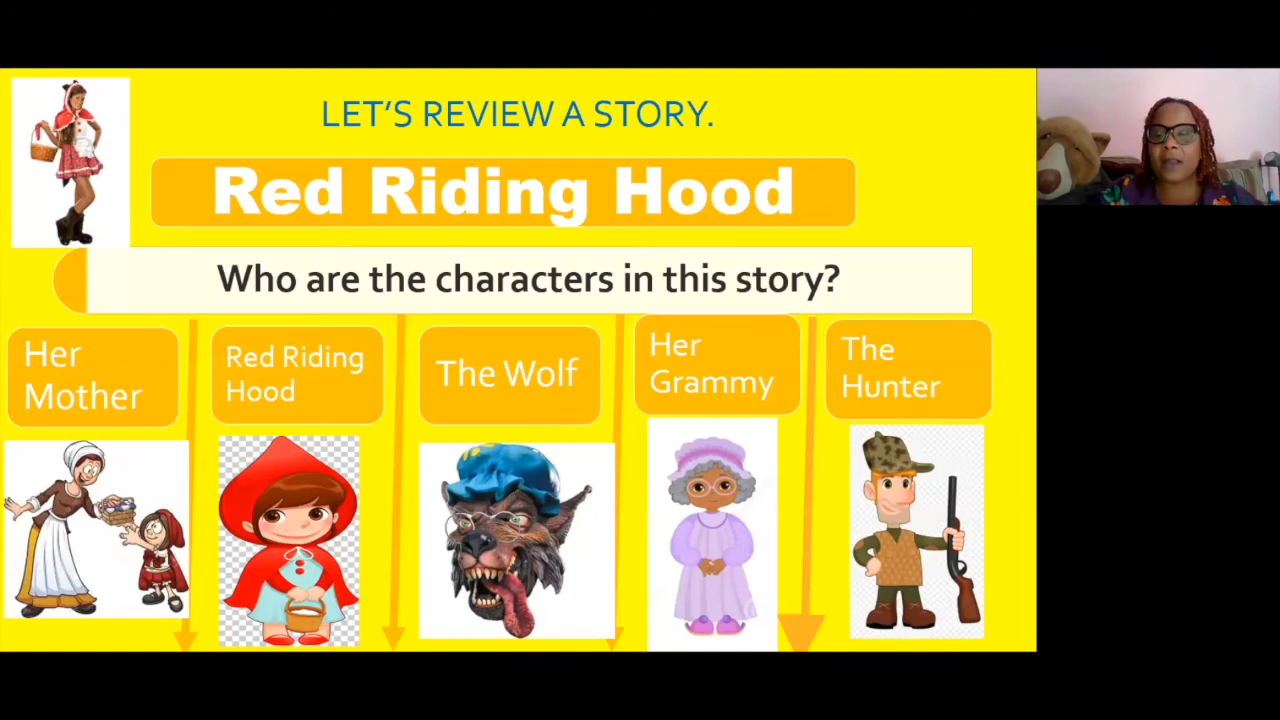 LET'S REVIEW A STORY.
Red Riding Hood
Who are the characters in this story?
Her
Mother
Red Riding
Hood
The Wolf
Her
Grammy
The
Hunter